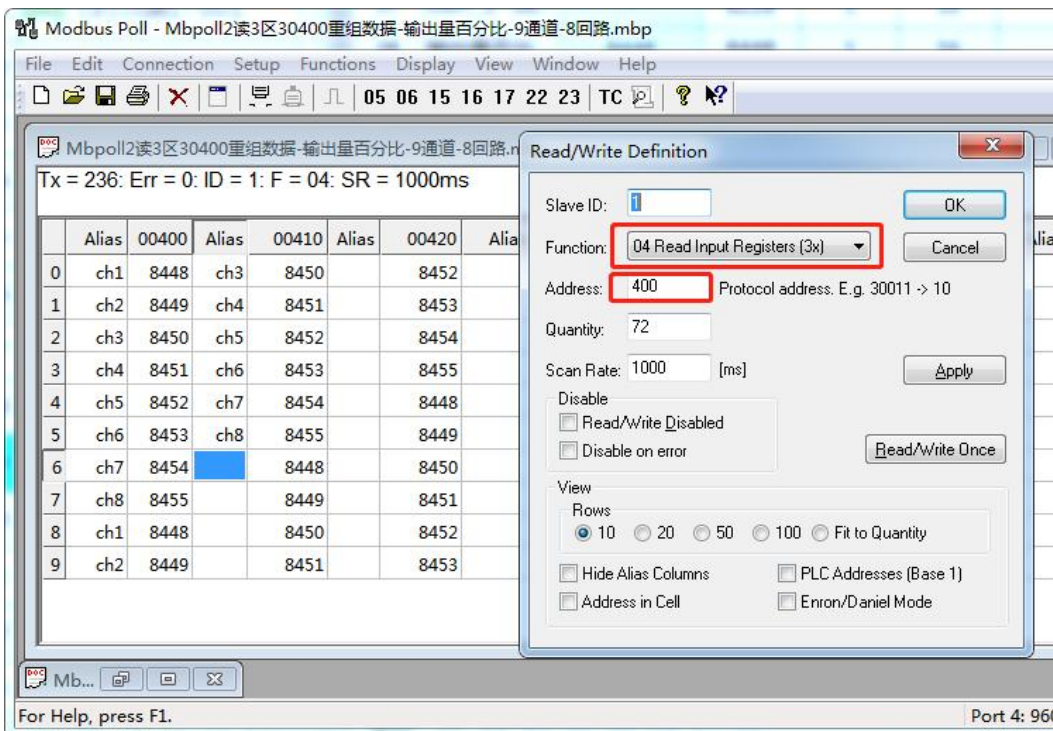 Modbus Poll - Mbpoll2读3区30400重组数据-输出量百分比-9通道-8回路.mbp
File Edit Connection Setup Functions Display View Window Help
05 06 15 16 17 22 23 TC
Mbpoll2读3区30400重组数据-输出量百分比-9通道-8回路.m
Tx = 236: Err = 0: ID = 1: F = 04: SR = 1000ms
Alias 00400 Alias 00410 Alias 00420 Alia
0 ch1 8448 ch3 8450 8452
1 ch2 8449 ch4 8451 8453
2 ch3 8450 ch5 8452 8454
3 ch4 8451 ch6 8453 8455
4 ch5 8452 ch7 8454 8448
5 ch6 8453 ch8 8455 8449
6 ch7 8454 8448 8450
7 ch8 8455 8449 8451
8 ch1 8448 8450 8452
9 ch2 8449 8451 8453
Read/Write Definition
Slave ID: 1
OK
Function: 04 Read Input Registers (3x)
Cancel
Address: 400 Protocol address. E.g. 30011 -> 10
Quantity: 72
Scan Rate: 1000 [ms]
Apply
Disable
Read/Write Disabled
Disable on error
Read/Write Once
View
Rows
10 20 50 100 Fit to Quantity
Hide Alias Columns PLC Addresses (Base 1)
Address in Cell Enron/Daniel Mode
Mb...
For Help, press F1.
Port 4: 960